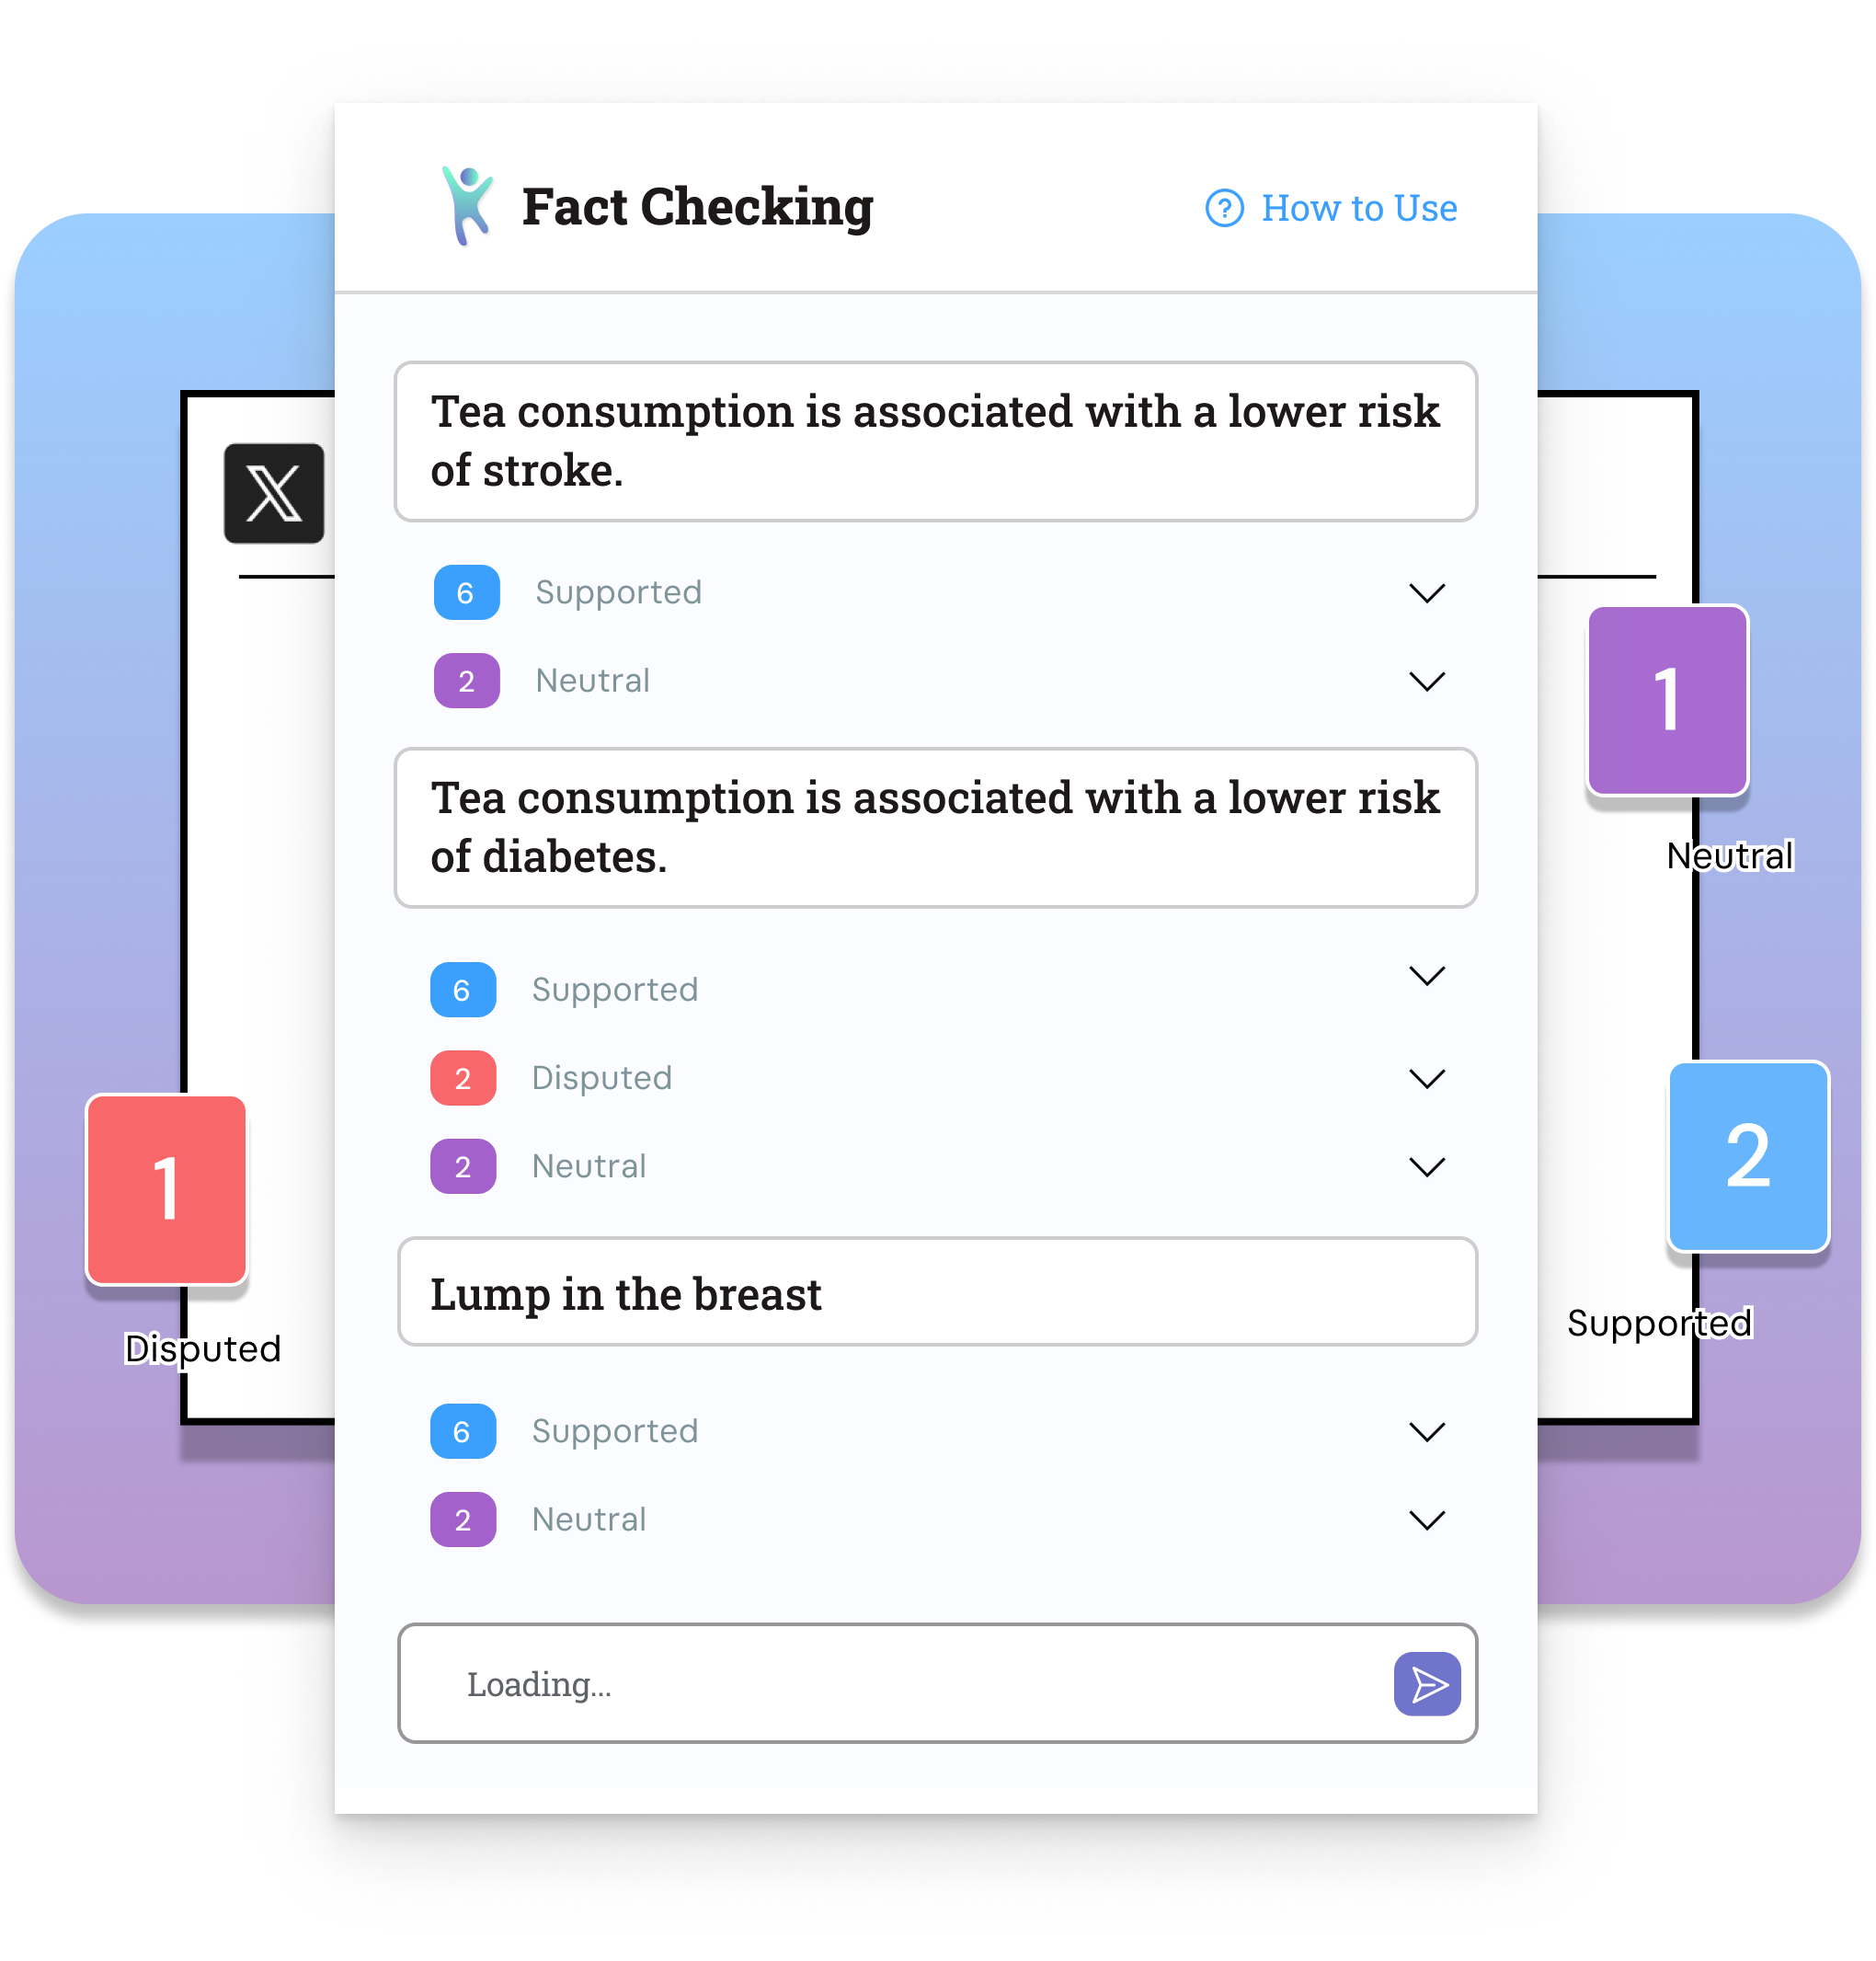 Fact Checking
? How to Use
Tea consumption is associated with a lower risk
of stroke.
6 Supported
2 Neutral
Tea consumption is associated with a lower risk
of diabetes.
6 Supported
2 Disputed
2 Neutral
Lump in the breast
6 Supported
2 Neutral
Loading...
X
1
Disputed
1
Neutral
2
Supported